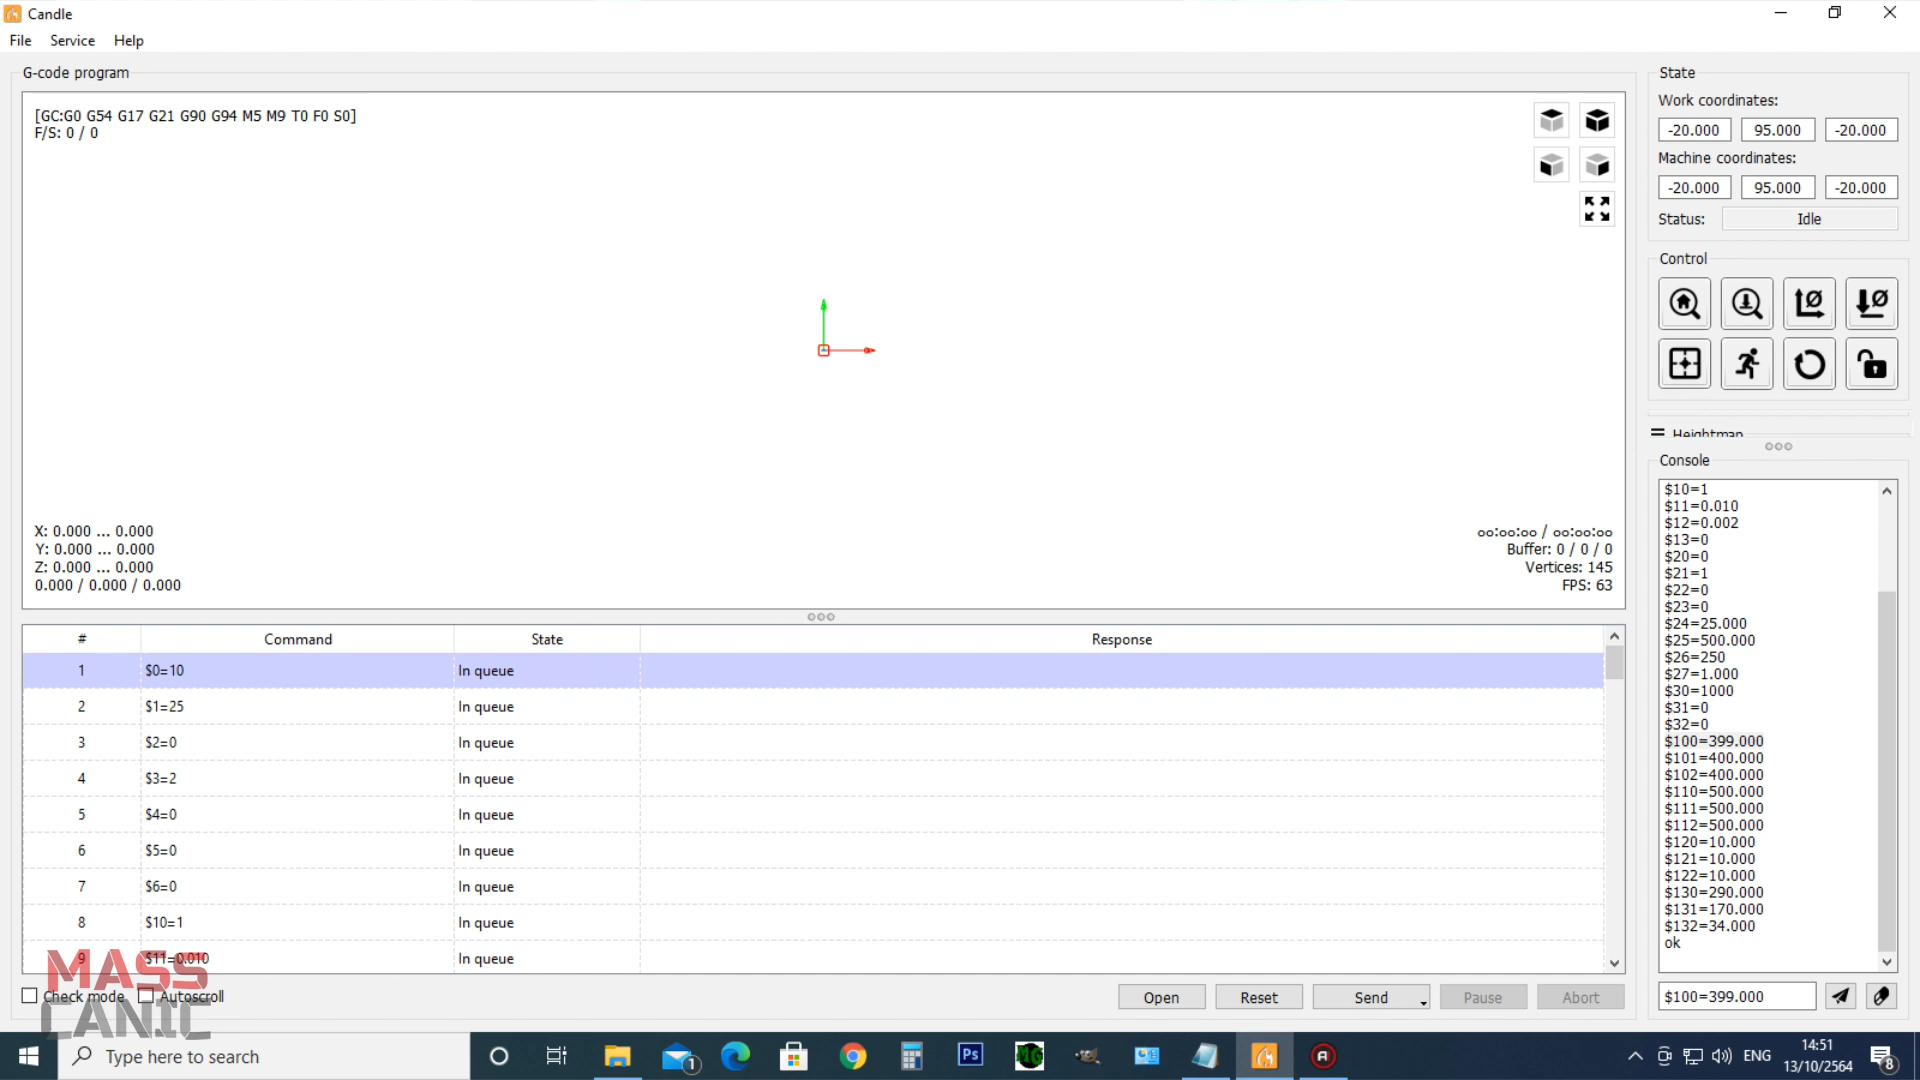 Candle
File Service Help
G-code program
[GC:G0 G54 G17 G21 G90 G94 M5 M9 T0 F0 S0]
F/S: 0 / 0
X: 0.000 ... 0.000
Y: 0.000 ... 0.000
Z: 0.000 ... 0.000
0.000 / 0.000 / 0.000
oo:oo:oo / oo:oo:oo
Buffer: 0 / 0 / 0
Vertices: 145
FPS: 63
# Command State Response
1 $0=10 In queue
2 $1=25 In queue
3 $2=0 In queue
4 $3=2 In queue
5 $4=0 In queue
6 $5=0 In queue
7 $6=0 In queue
8 $10=1 In queue
9 $11=0.010 In queue
MASS
CANIC
Check mode Autoscroll
Open Reset Send Pause Abort
State
Work coordinates:
-20.000 95.000 -20.000
Machine coordinates:
-20.000 95.000 -20.000
Status: Idle
Control
Heightmap
Console
$10=1
$11=0.010
$12=0.002
$13=0
$20=0
$21=1
$22=0
$23=0
$24=25.000
$25=500.000
$26=250
$27=1.000
$30=1000
$31=0
$32=0
$100=399.000
$101=400.000
$102=400.000
$110=500.000
$111=500.000
$112=500.000
$120=10.000
$121=10.000
$122=10.000
$130=290.000
$131=170.000
$132=34.000
ok
$100=399.000
Type here to search
1
Ps
MG
A
ENG
14:51
13/10/2564
8